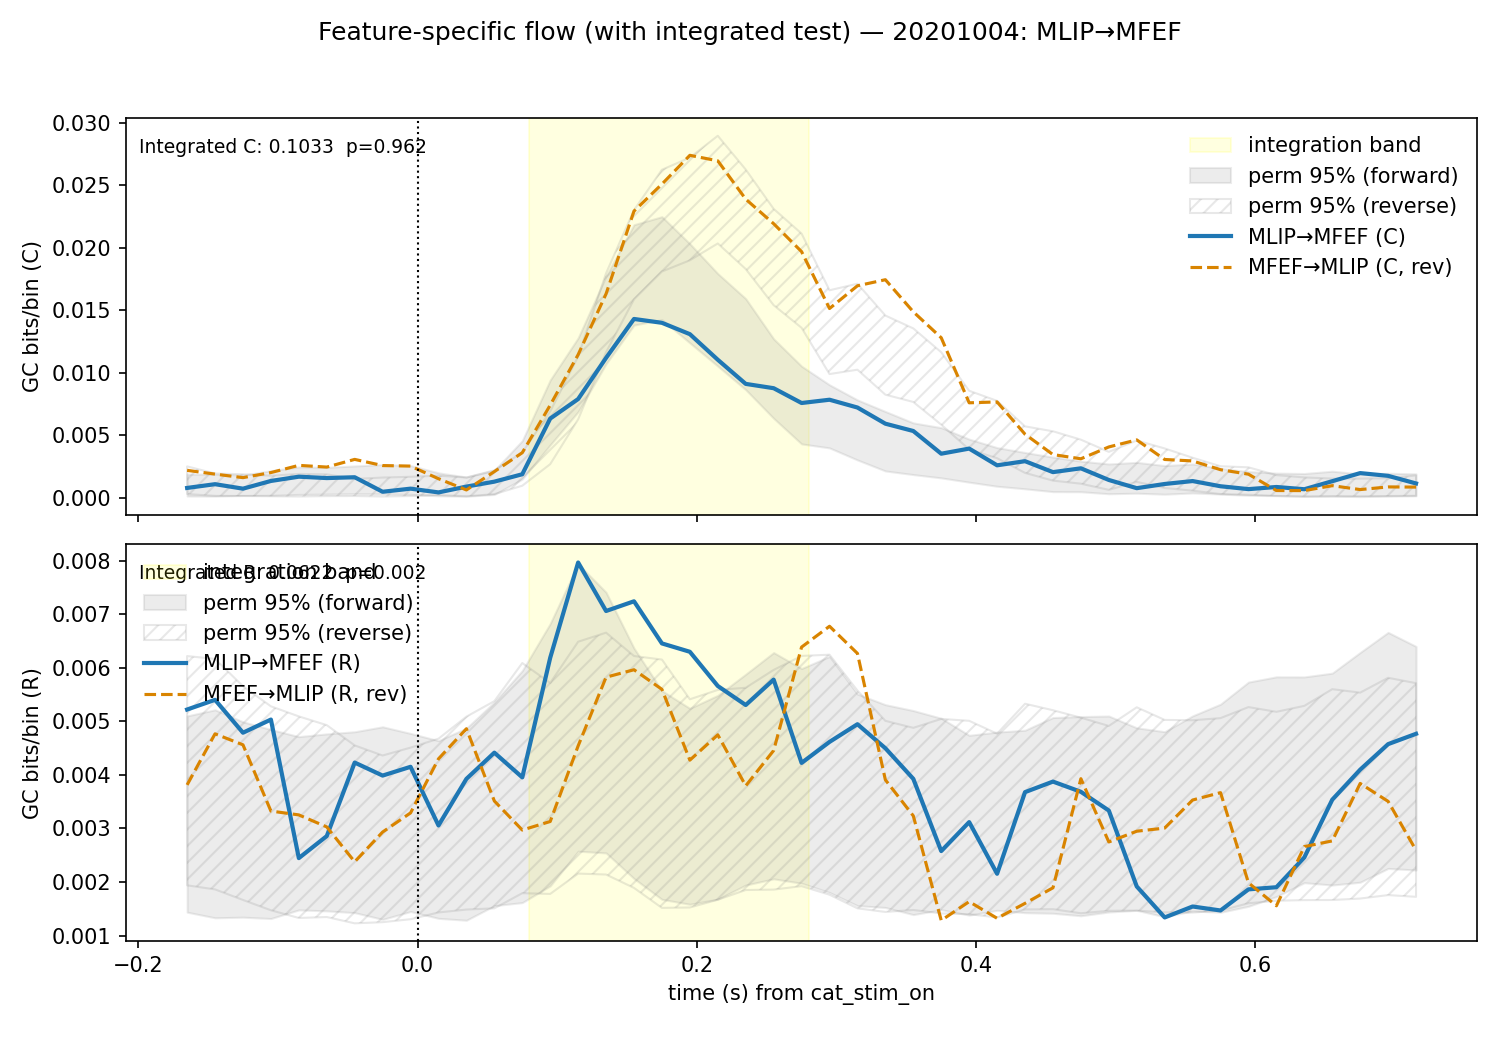 Feature-specific flow (with integrated test) — 20201004: MLIP→MFEF
0.030
0.025
0.020
0.015
0.010
0.005
0.000
GC bits/bin (C)
Integrated C: 0.1033  p=0.962
integration band
perm 95% (forward)
perm 95% (reverse)
MLIP→MFEF (C)
MFEF→MLIP (C, rev)
0.008
0.007
0.006
0.005
0.004
0.003
0.002
0.001
GC bits/bin (R)
Integrated R: 0.0622  p=0.002
integration band
perm 95% (forward)
perm 95% (reverse)
MLIP→MFEF (R)
MFEF→MLIP (R, rev)
−0.2
0.0
0.2
0.4
0.6
time (s) from cat_stim_on